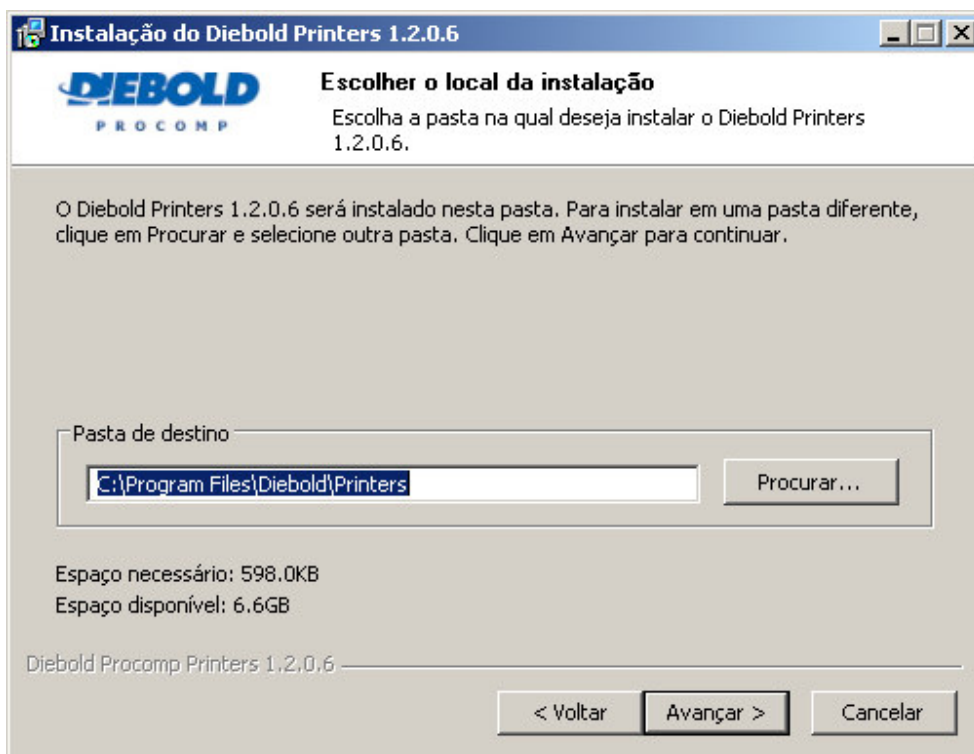 Instalação do Diebold Printers 1.2.0.6
DIEBOLD
PROCOMP
Escolher o local da instalação
Escolha a pasta na qual deseja instalar o Diebold Printers
1.2.0.6.
O Diebold Printers 1.2.0.6 será instalado nesta pasta. Para instalar em uma pasta diferente,
clique em Procurar e selecione outra pasta. Clique em Avançar para continuar.
Pasta de destino
C:\Program Files\Diebold\Printers
Procurar...
Espaço necessário: 598.0KB
Espaço disponível: 6.6GB
Diebold Procomp Printers 1.2.0.6
< Voltar
Avançar >
Cancelar